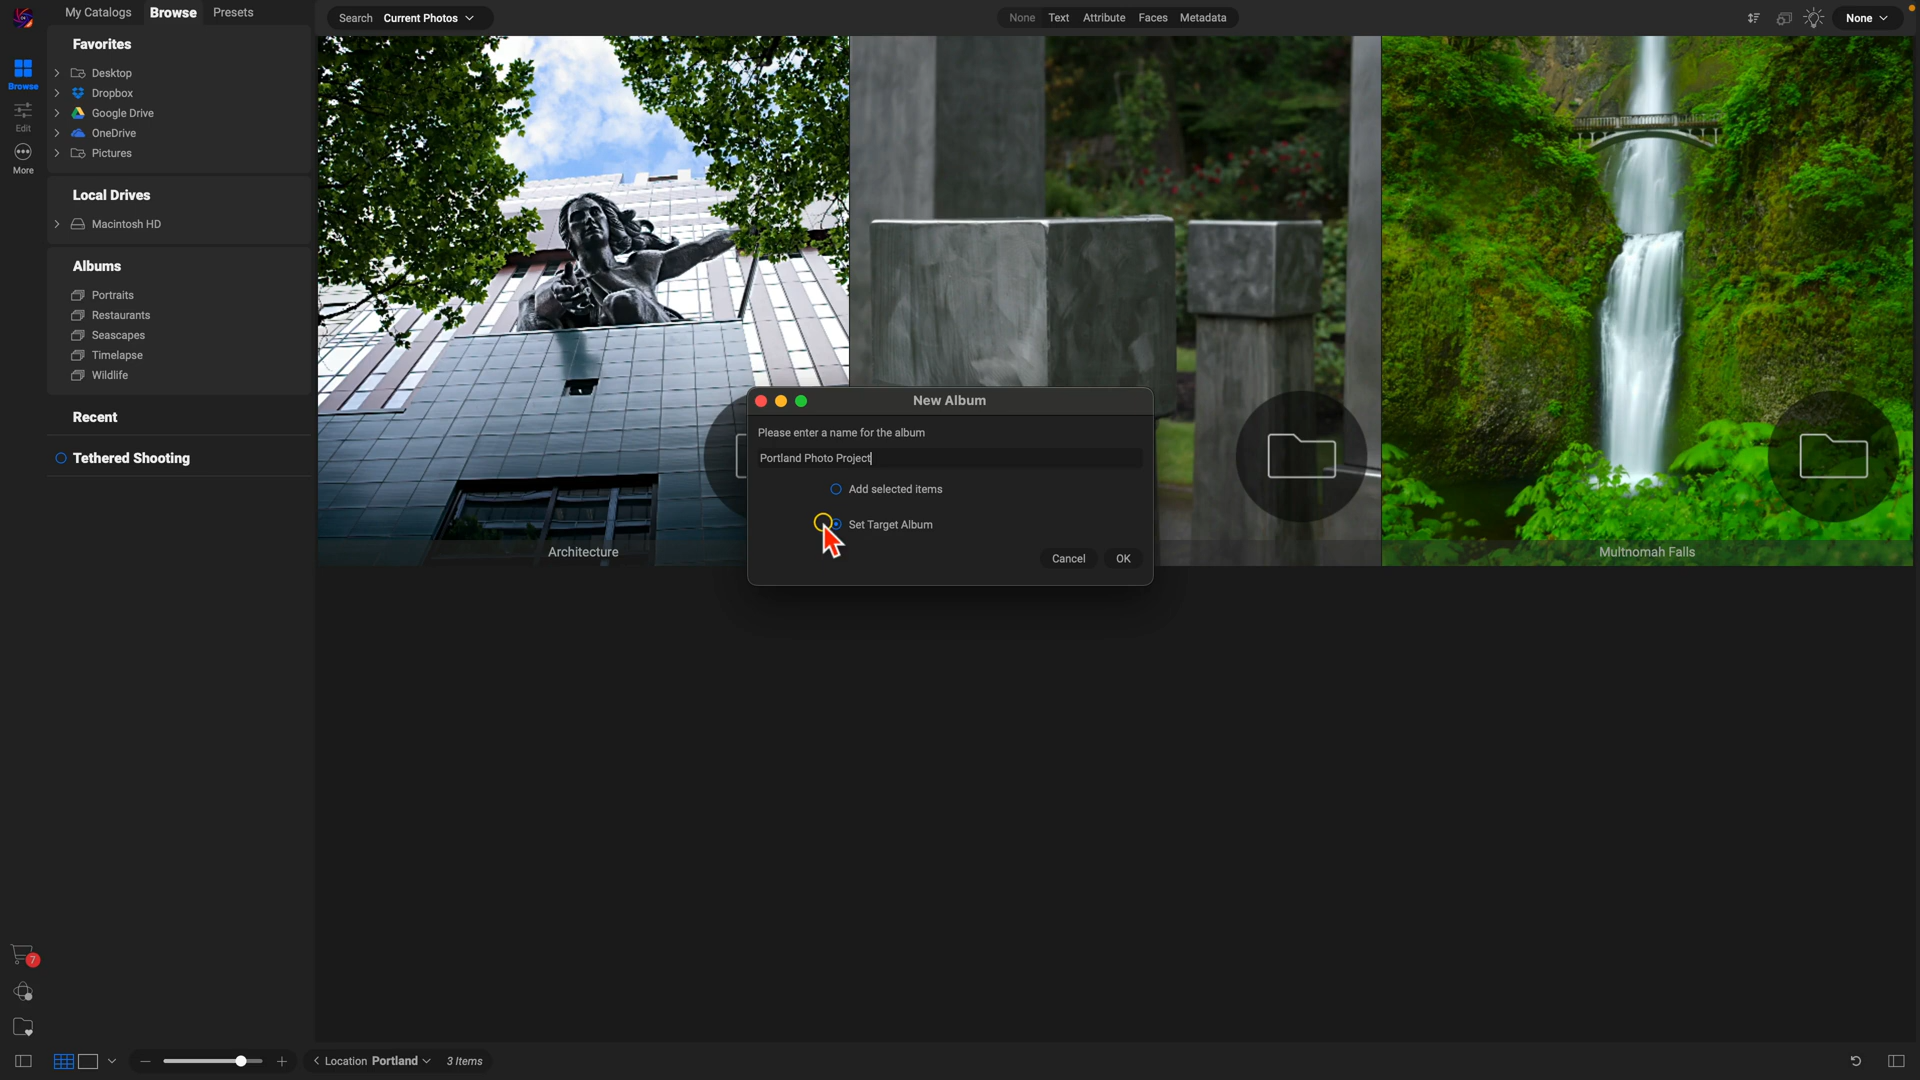 My Catalogs Browse Presets
Search Current Photos
None Text Attribute Faces Metadata
None
Favorites
Desktop
Dropbox
Google Drive
OneDrive
Pictures
Local Drives
Macintosh HD
Albums
Portraits
Restaurants
Seascapes
Timelapse
Wildlife
Recent
Tethered Shooting
Browse
Edit
More
7
Architecture
Multnomah Falls
New Album
Please enter a name for the album
Portland Photo Project
Add selected items
Set Target Album
Cancel OK
Location Portland 3 Items